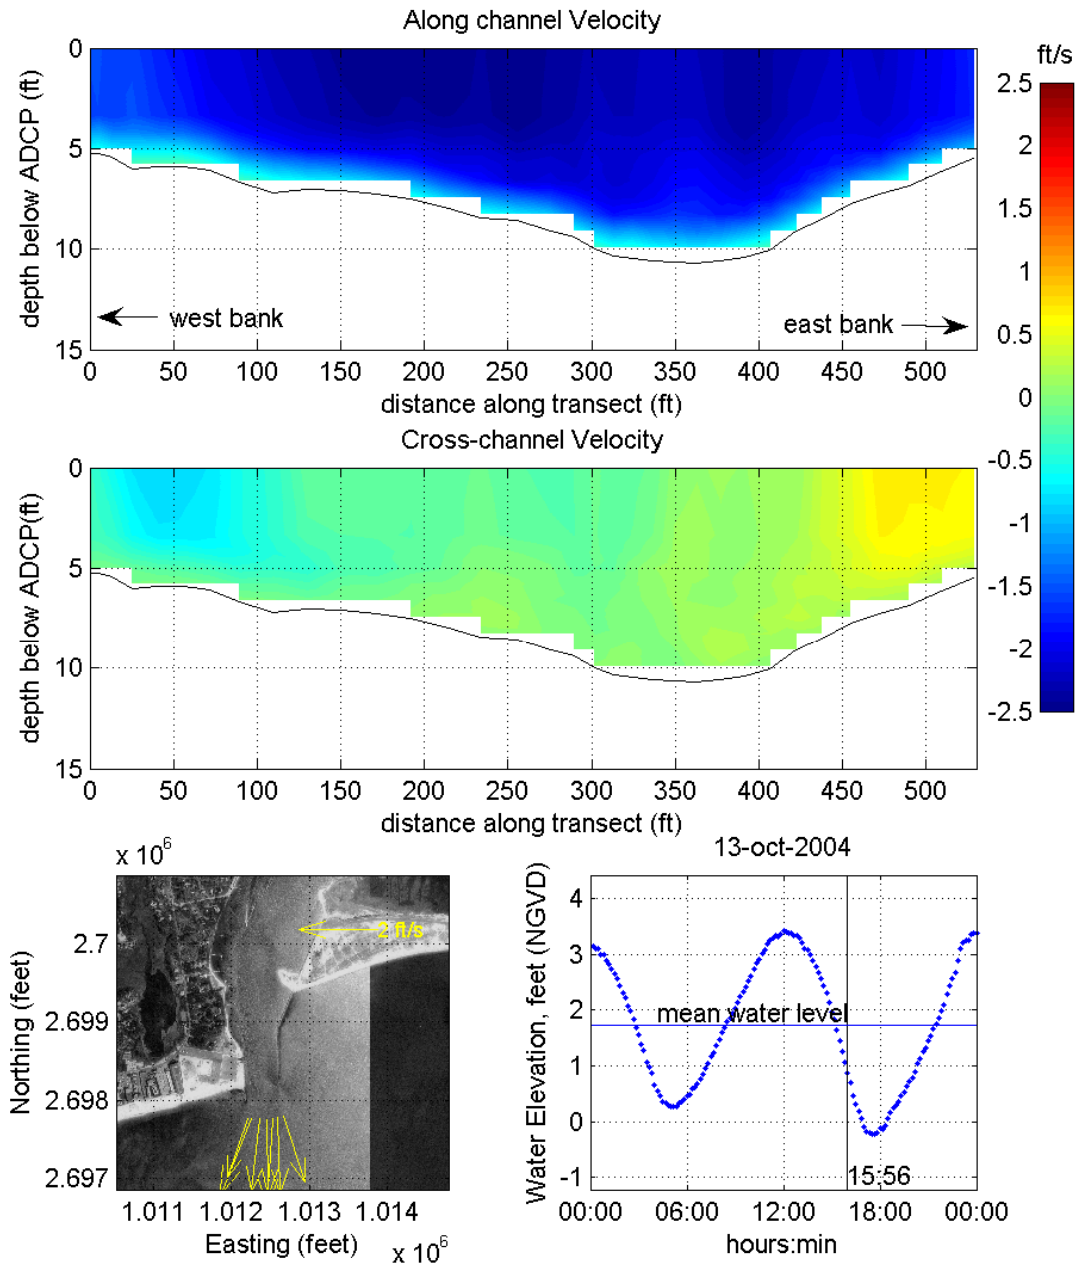 Along channel Velocity
ft/s
depth below ADCP (ft)
0
5
10
15
west bank
east bank
0 50 100 150 200 250 300 350 400 450 500
distance along transect (ft)
2.5
2
1.5
1
0.5
0
-0.5
-1
-1.5
-2
-2.5
Cross-channel Velocity
depth below ADCP(ft)
0
5
10
15
0 50 100 150 200 250 300 350 400 450 500
distance along transect (ft)
x 10^6
Northing (feet)
2.7
2.699
2.698
2.697
2 ft/s
1.011 1.012 1.013 1.014
Easting (feet)
x 10^6
13-oct-2004
Water Elevation, feet (NGVD)
4
3
2
1
0
-1
mean water level
15:56
00:00 06:00 12:00 18:00 00:00
hours:min